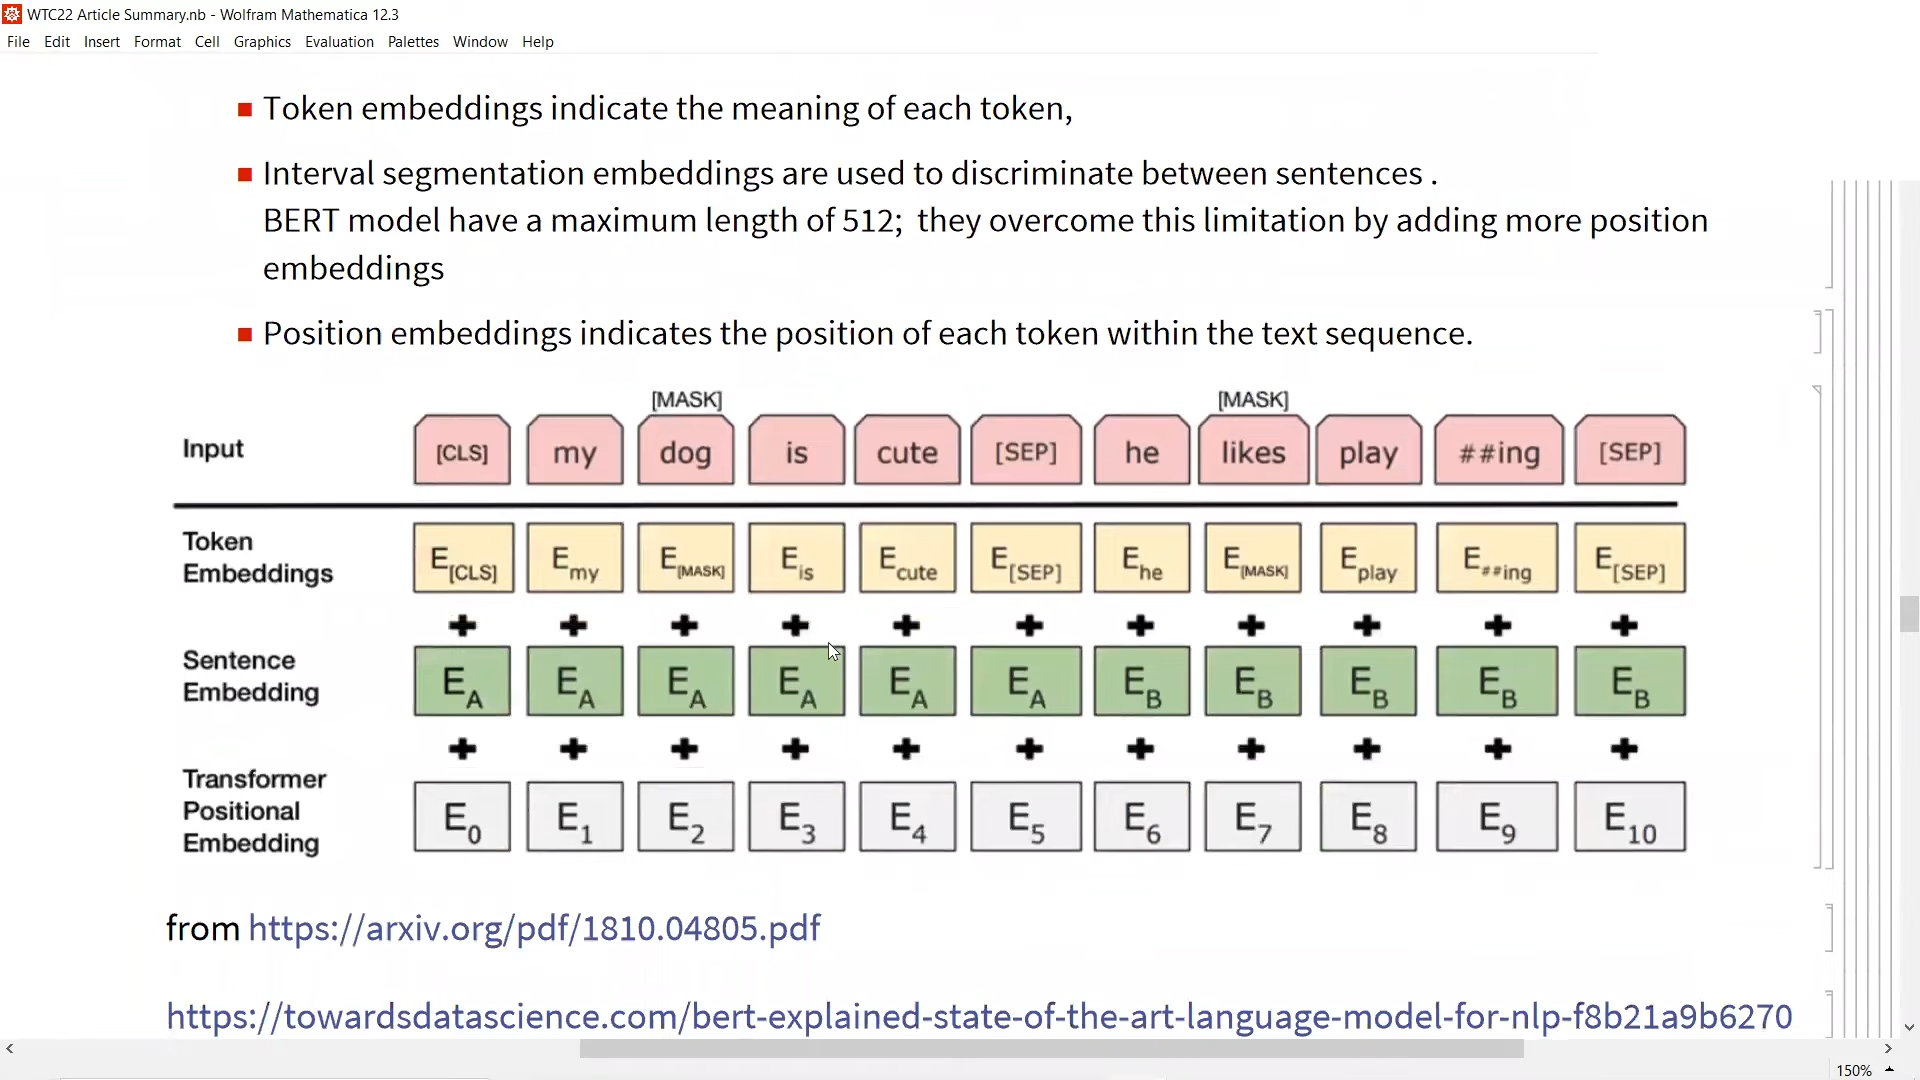 WTC22 Article Summary.nb - Wolfram Mathematica 12.3
File Edit Insert Format Cell Graphics Evaluation Palettes Window Help
Token embeddings indicate the meaning of each token,
Interval segmentation embeddings are used to discriminate between sentences .
BERT model have a maximum length of 512; they overcome this limitation by adding more position
embeddings
Position embeddings indicates the position of each token within the text sequence.
[MASK] [MASK]
Input [CLS] my dog is cute [SEP] he likes play ##ing [SEP]
Token
Embeddings
E[CLS] Emy E[MASK] Eis Ecute E[SEP] Ehe E[MASK] Eplay E##ing E[SEP]
+ + + + + + + + + + +
Sentence
Embedding
EA EA EA EA EA EA EB EB EB EB EB
+ + + + + + + + + + +
Transformer
Positional
Embedding
E0 E1 E2 E3 E4 E5 E6 E7 E8 E9 E10
from https://arxiv.org/pdf/1810.04805.pdf
https://towardsdatascience.com/bert-explained-state-of-the-art-language-model-for-nlp-f8b21a9b6270
150%